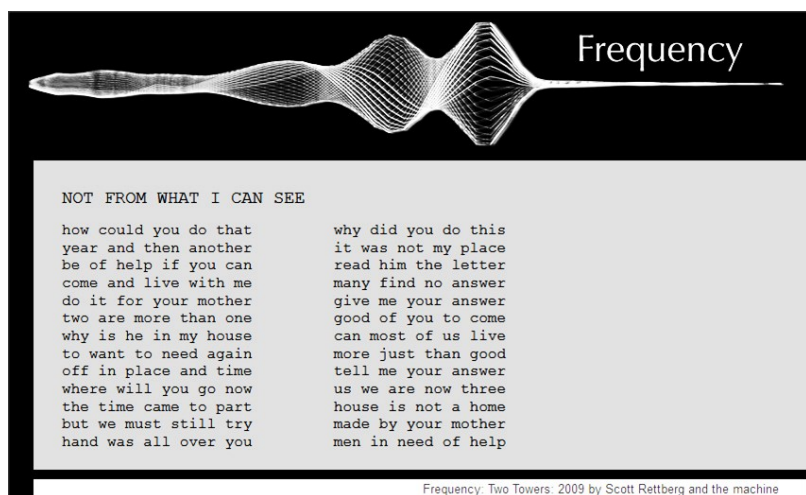 Frequency
NOT FROM WHAT I CAN SEE
how could you do that
year and then another
be of help if you can
come and live with me
do it for your mother
two are more than one
why is he in my house
to want to need again
off in place and time
where will you go now
the time came to part
but we must still try
hand was all over you
why did you do this
it was not my place
read him the letter
many find no answer
give me your answer
good of you to come
can most of us live
more just than good
tell me your answer
us we are now three
house is not a home
made by your mother
men in need of help
Frequency: Two Towers: 2009 by Scott Rettberg and the machine